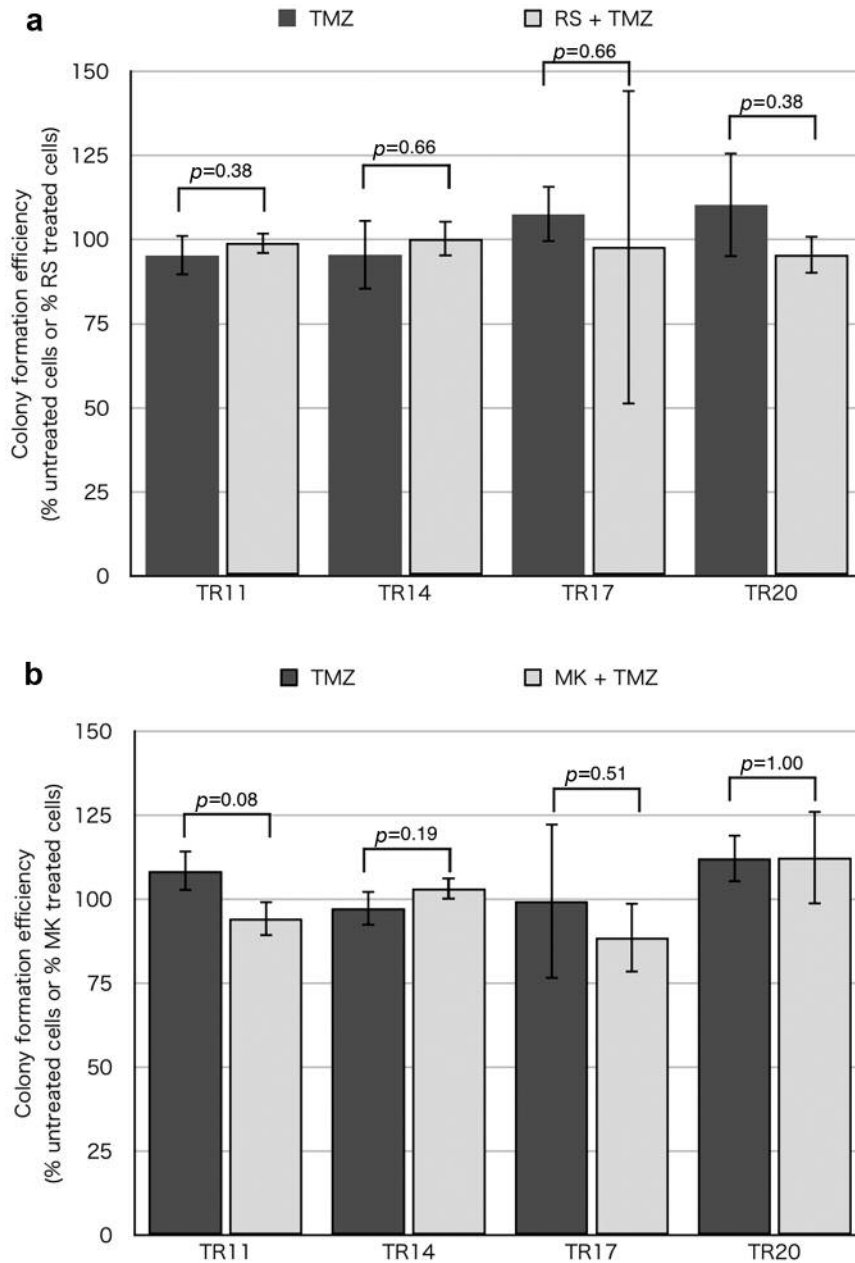 a
TMZ RS + TMZ
Colony formation efficiency
(% untreated cells or % RS treated cells)
150
125
100
75
50
25
0
p=0.38
p=0.66
p=0.66
p=0.38
TR11 TR14 TR17 TR20
b
TMZ MK + TMZ
Colony formation efficiency
(% untreated cells or % MK treated cells)
150
125
100
75
50
25
0
p=0.08
p=0.19
p=0.51
p=1.00
TR11 TR14 TR17 TR20